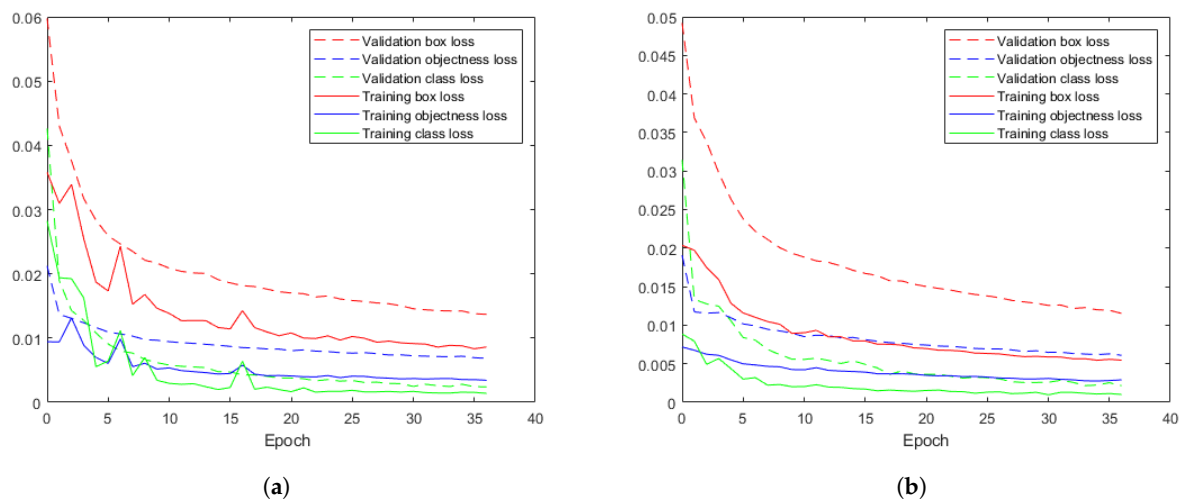 0.06
0.05
0.04
0.03
0.02
0.01
0
0 5 10 15 20 25 30 35 40
Epoch
Validation box loss
Validation objectness loss
Validation class loss
Training box loss
Training objectness loss
Training class loss
(a)
0.05
0.045
0.04
0.035
0.03
0.025
0.02
0.015
0.01
0.005
0
0 5 10 15 20 25 30 35 40
Epoch
Validation box loss
Validation objectness loss
Validation class loss
Training box loss
Training objectness loss
Training class loss
(b)